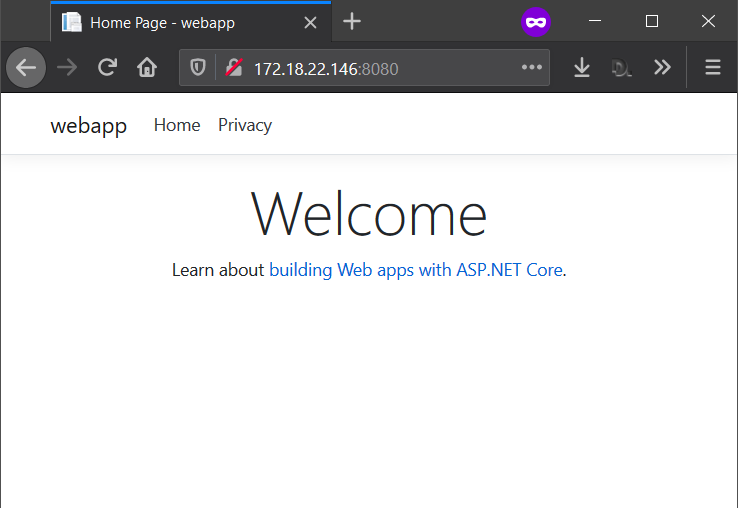 Home Page - webapp
172.18.22.146:8080
webapp Home Privacy
Welcome
Learn about building Web apps with ASP.NET Core.